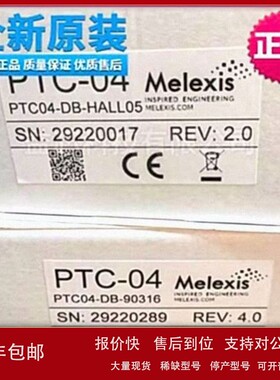 全新原装
正
PTC-04
Melexis
INSPIRED ENGINEERING
PTC04-DB-HALL05
MELEXIS.COM
SN: 29220017
REV: 2.0
PTC-04
Melexis
INSPIRED ENGINEERING
PTC04-DB-90316
MELEXIS.COM
SN: 29220289
REV: 4.0
包邮
报价快 售后到位 支持对公
大量现货 稀缺型号 停产型号 可开